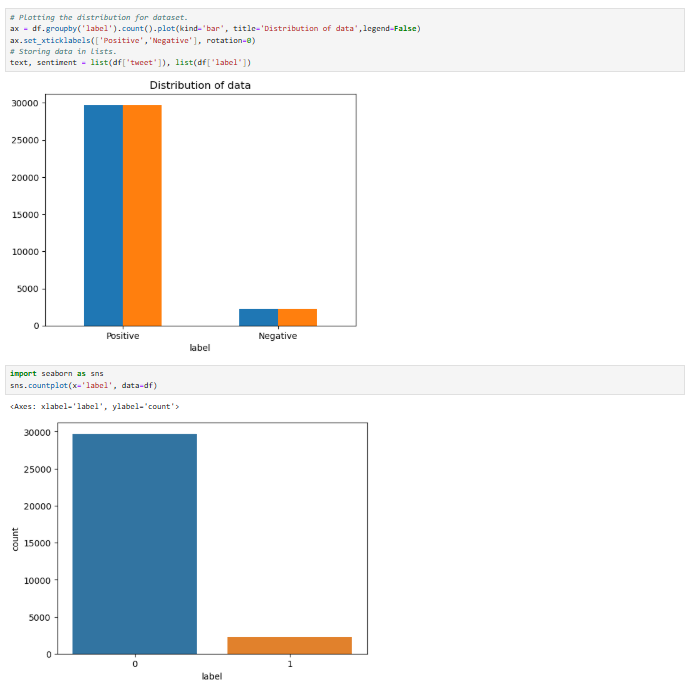 # Plotting the distribution for dataset.
ax = df.groupby('label').count().plot(kind='bar', title='Distribution of data',legend=False)
ax.set_xticklabels(['Positive','Negative'], rotation=0)
# Storing data in lists.
text, sentiment = list(df['tweet']), list(df['label'])
Distribution of data
30000
25000
20000
15000
10000
5000
0
Positive Negative
label
import seaborn as sns
sns.countplot(x='label', data=df)
<Axes: xlabel='label', ylabel='count'>
30000
25000
20000
15000
10000
5000
0
count
0 1
label